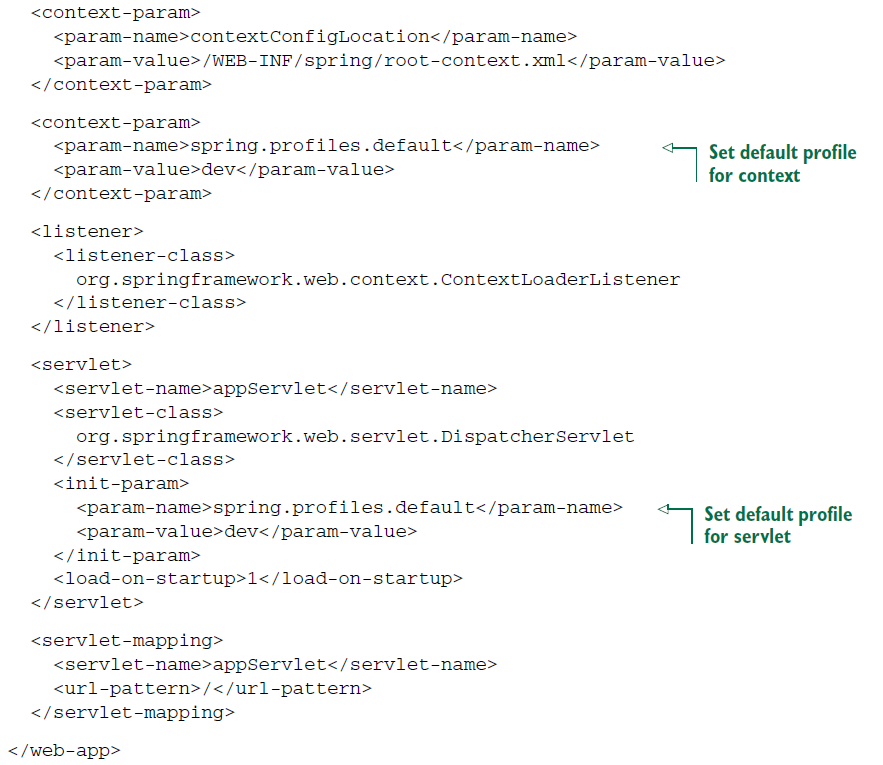 <context-param>
<param-name>contextConfigLocation</param-name>
<param-value>/WEB-INF/spring/root-context.xml</param-value>
</context-param>
<context-param>
<param-name>spring.profiles.default</param-name>
<param-value>dev</param-value>
</context-param>
Set default profile
for context
<listener>
<listener-class>
org.springframework.web.context.ContextLoaderListener
</listener-class>
</listener>
<servlet>
<servlet-name>appServlet</servlet-name>
<servlet-class>
org.springframework.web.servlet.DispatcherServlet
</servlet-class>
<init-param>
<param-name>spring.profiles.default</param-name>
<param-value>dev</param-value>
</init-param>
Set default profile
for servlet
<load-on-startup>1</load-on-startup>
</servlet>
<servlet-mapping>
<servlet-name>appServlet</servlet-name>
<url-pattern>/</url-pattern>
</servlet-mapping>
</web-app>